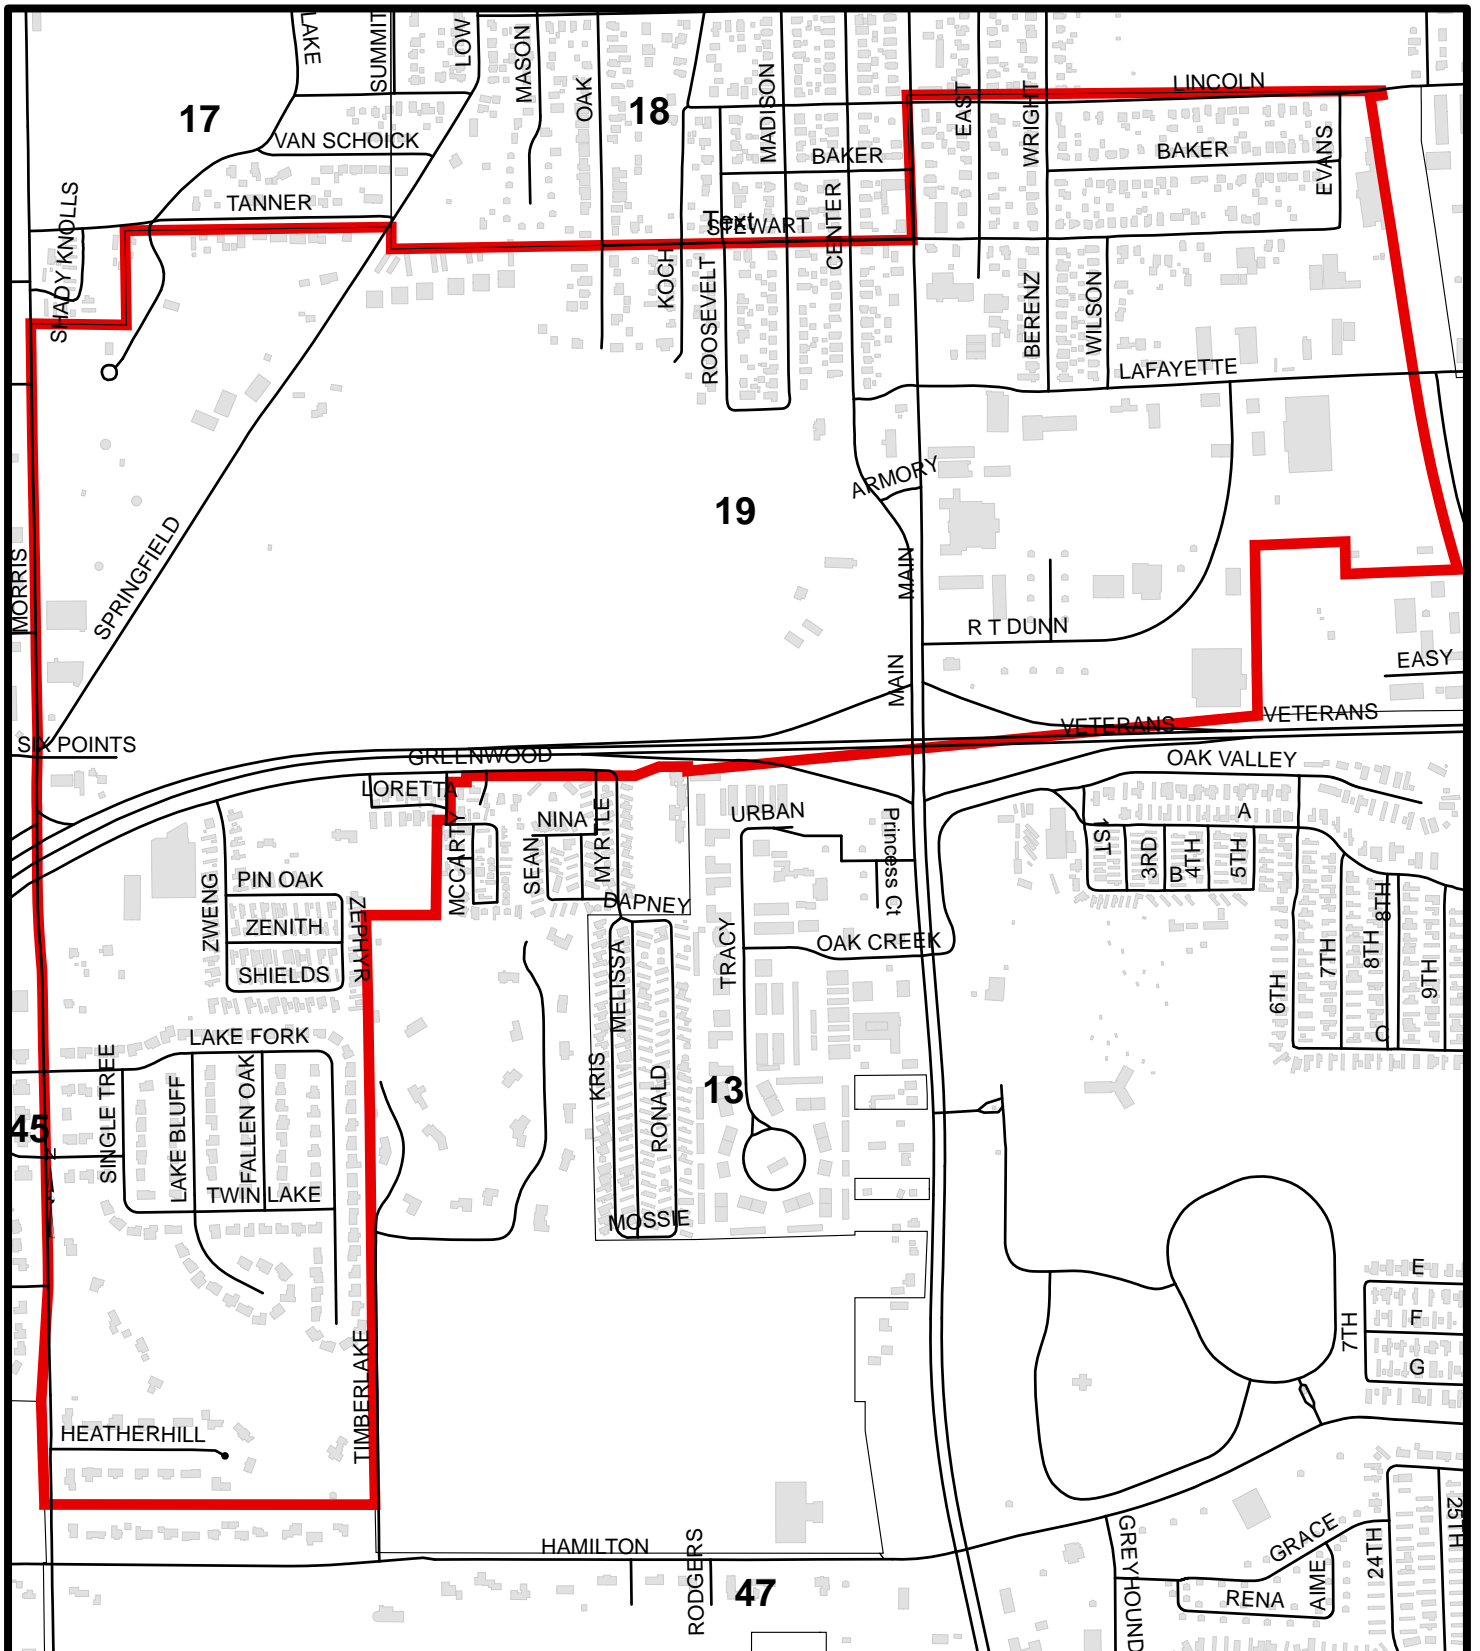 LAKE
SUMMIT
LOW
MASON
OAK
18
MADISON
EAST
WRIGHT
LINCOLN
17
VAN SCHOICK
BAKER
BAKER
EVANS
TANNER
SHADY KNOLLS
Text
STEWART
CENTER
KOCH
ROOSEVELT
BERENZ
WILSON
LAFAYETTE
ARMORY
19
SPRINGFIELD
MORRIS
MAIN
R T DUNN
MAIN
EASY
SIX POINTS
VETERANS
VETERANS
GREENWOOD
OAK VALLEY
LORETTA
NINA
URBAN
A
MCCARTY
SEAN
MYRTLE
Princess Ct
1ST
3RD
B
4TH
5TH
PIN OAK
ZWENG
ZENITH
ZEPHYR
SHIELDS
DAPNEY
TRACY
OAK CREEK
MELISSA
6TH
7TH
8TH
8TH
9TH
C
LAKE FORK
45
SINGLE TREE
LAKE BLUFF
FALLEN OAK
TWIN LAKE
KRIS
RONALD
13
MOSSIE
E
F
G
7TH
TIMBERLAKE
HEATHERHILL
HAMILTON
RODGERS
47
GREYHOUND
GRACE
RENA
AIME
24TH
25TH